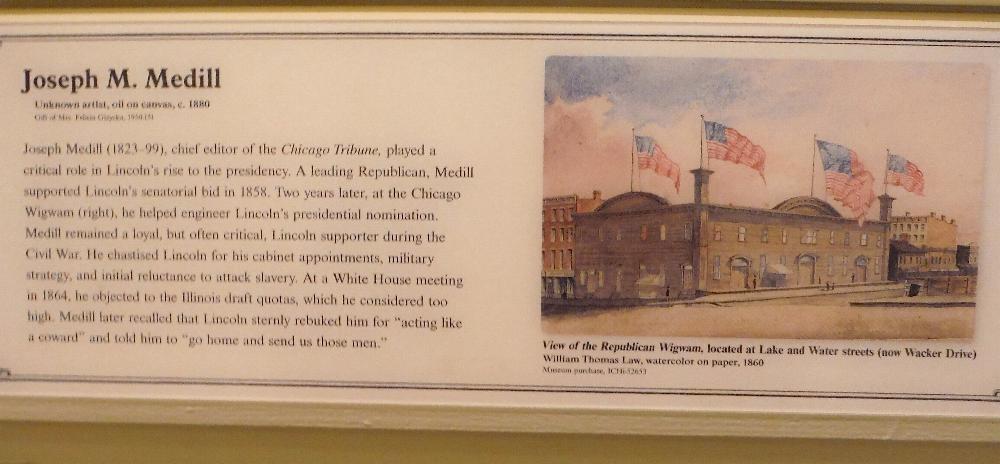 Joseph M. Medill
Unknown artist, oil on canvas, c. 1880
Gift of Mrs.
Joseph Medill (1823–99), chief editor of the Chicago Tribune, played a
critical role in Lincoln's rise to the presidency. A leading Republican, Medill
supported Lincoln's senatorial bid in 1858. Two years later, at the Chicago
Wigwam (right), he helped engineer Lincoln's presidential nomination.
Medill remained a loyal, but often critical, Lincoln supporter during the
Civil War. He chastised Lincoln for his cabinet appointments, military
strategy, and initial reluctance to attack slavery. At a White House meeting
in 1864, he objected to the Illinois draft quotas, which he considered too
high. Medill later recalled that Lincoln sternly rebuked him for "acting like
a coward" and told him to "go home and send us those men."
View of the Republican Wigwam, located at Lake and Water streets (now Wacker Drive)
William Thomas Law, watercolor on paper, 1860
Museum purchase, ICHi-52653